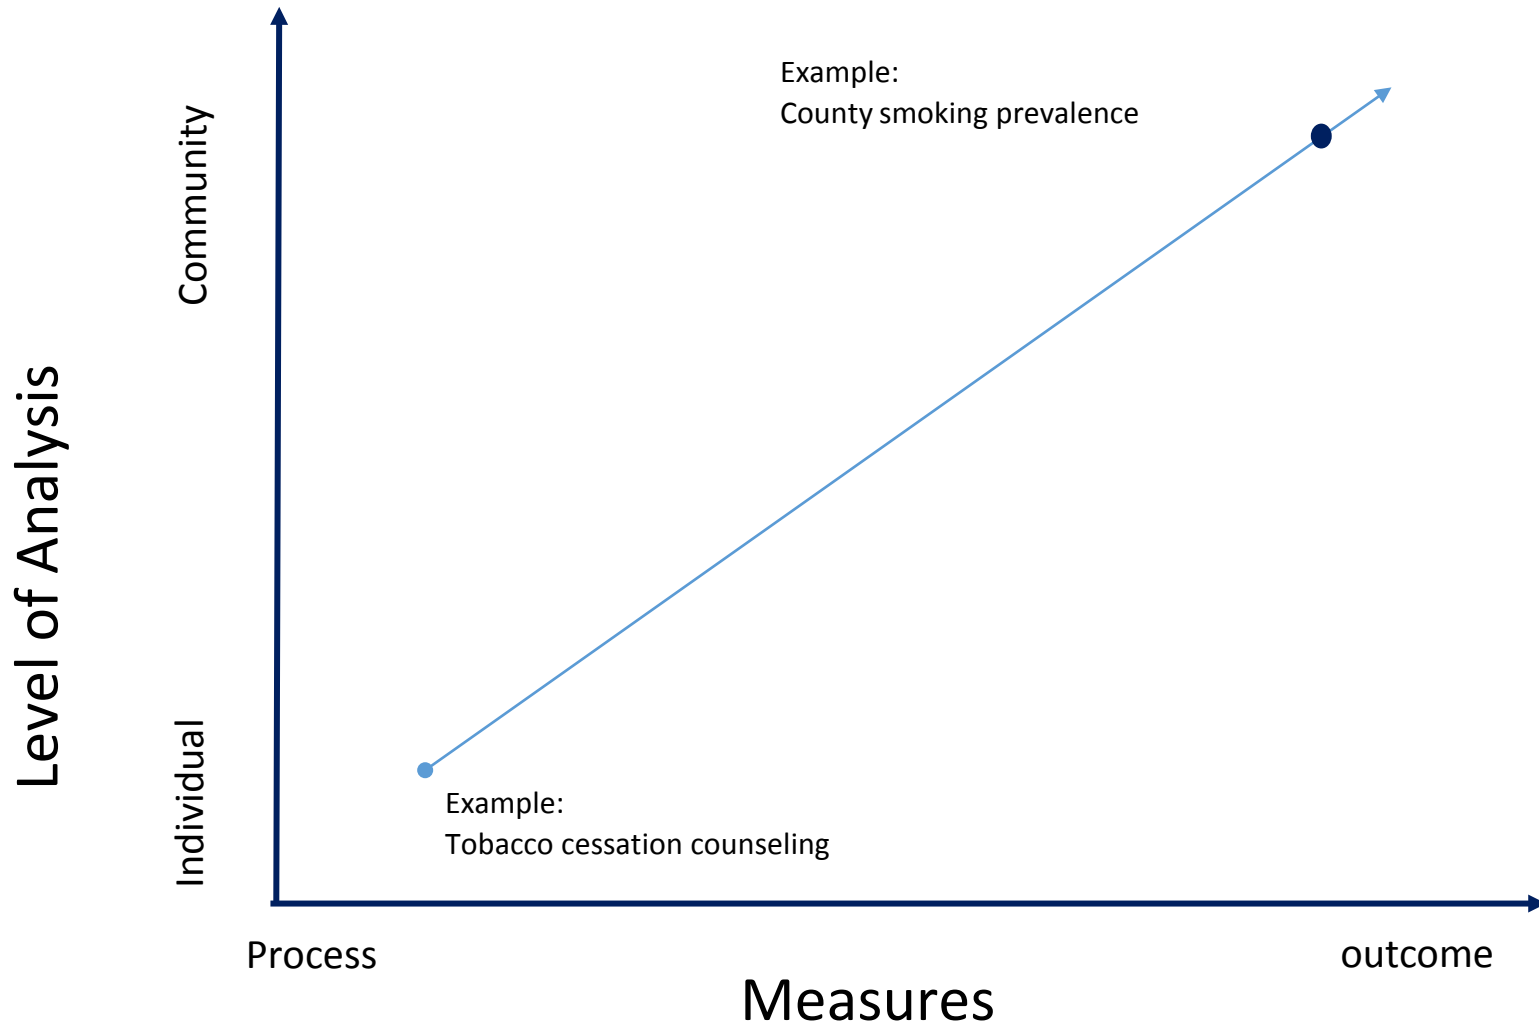 Example:
County smoking prevalence
Community
Level of Analysis
Individual
Example:
Tobacco cessation counseling
Process
outcome
Measures